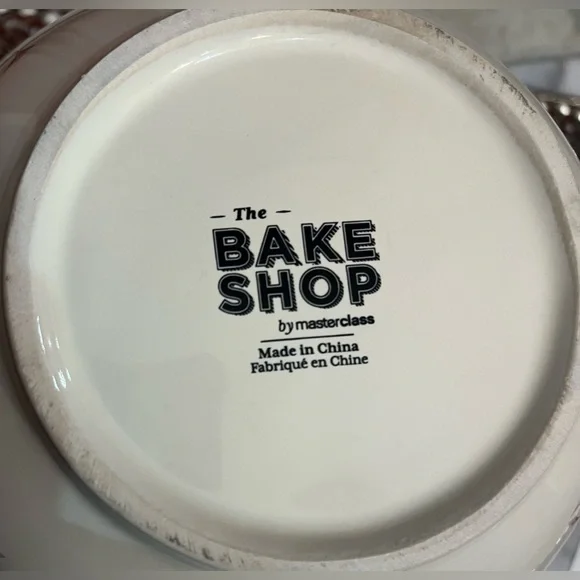 – The –
BAKE
SHOP
by masterclass
Made in China
Fabriqué en Chine